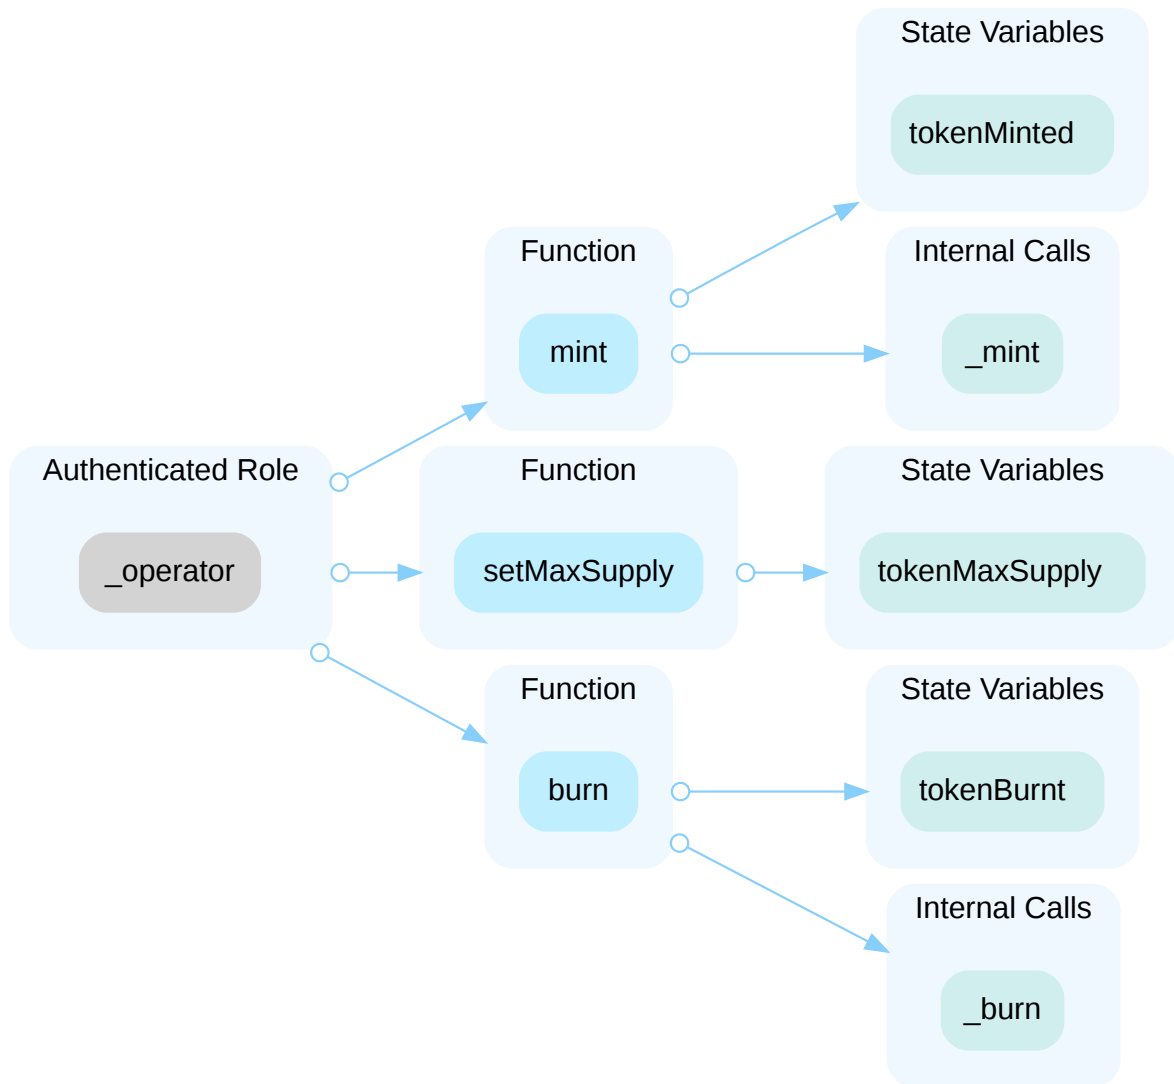 State Variables
tokenMinted
Function
mint
Internal Calls
_mint
Authenticated Role
_operator
Function
setMaxSupply
State Variables
tokenMaxSupply
Function
burn
State Variables
tokenBurnt
Internal Calls
_burn